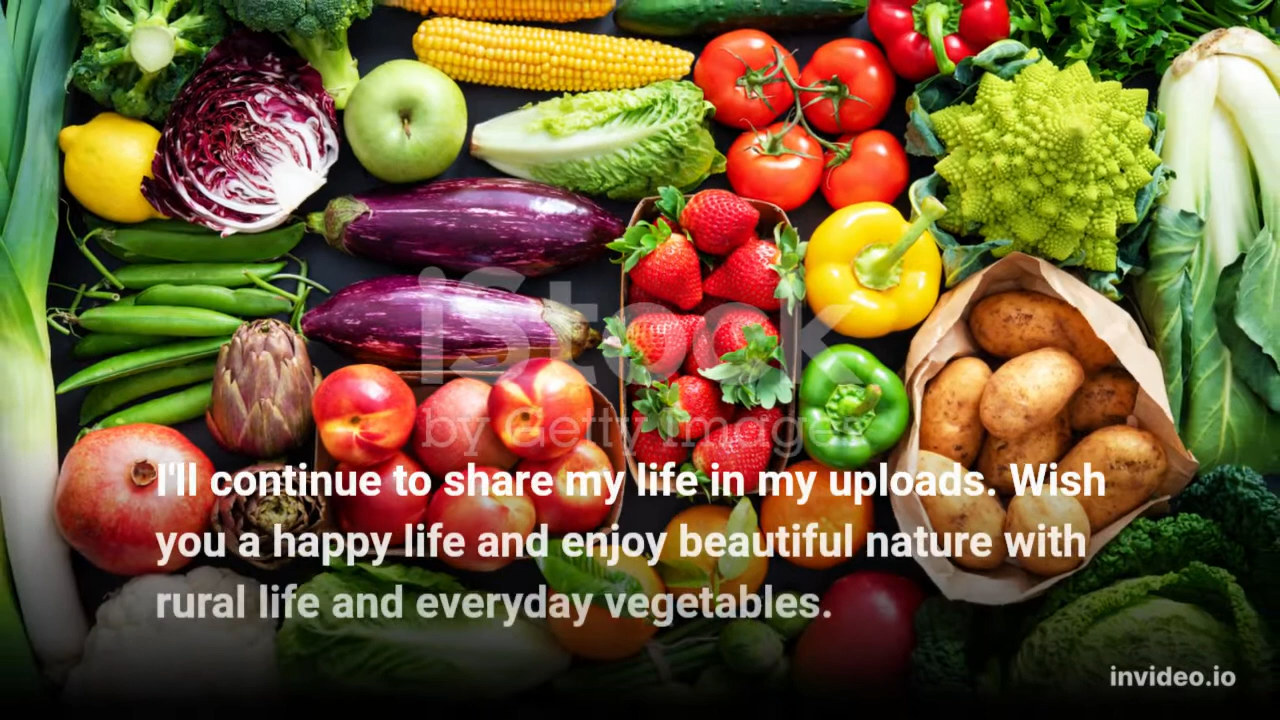 iStock
by Getty Images
I'll continue to share my life in my uploads. Wish
you a happy life and enjoy beautiful nature with
rural life and everyday vegetables.
invideo.io